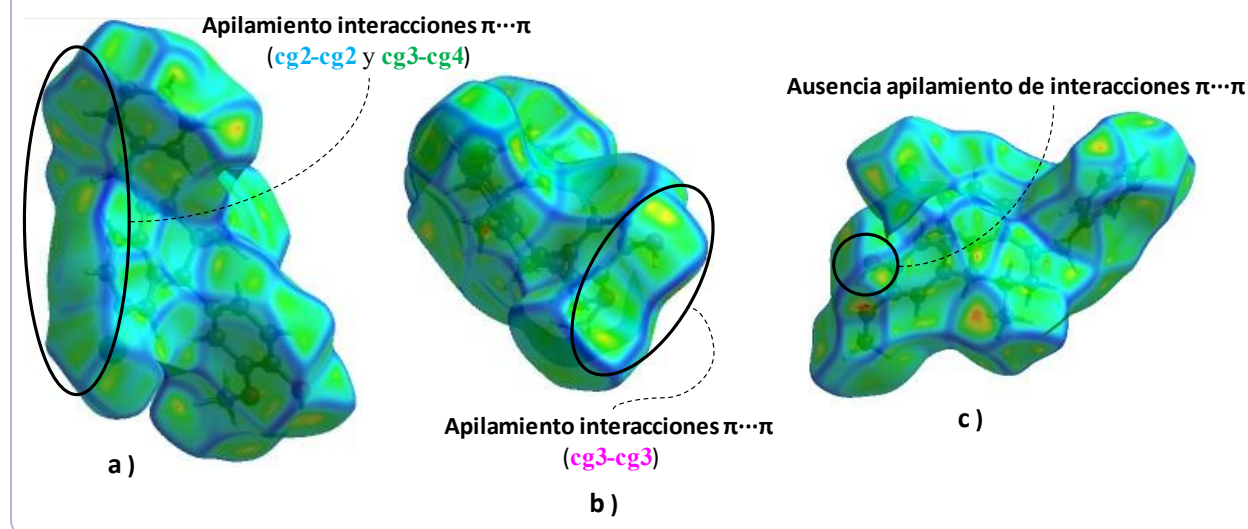 Apilamiento interacciones π···π
(cg2-cg2 y cg3-cg4)
Ausencia apilamiento de interacciones π···π
Apilamiento interacciones π···π
(cg3-cg3)
a )
b )
c )